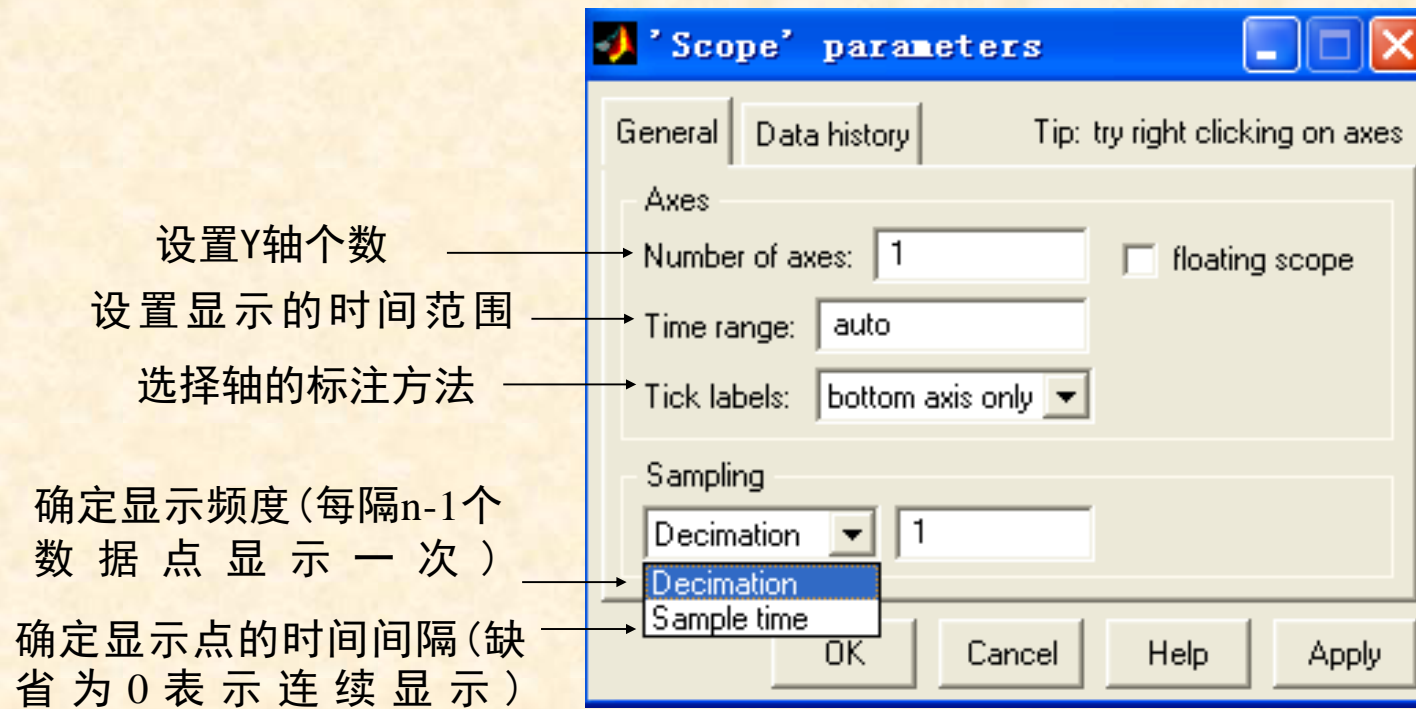 'Scope' parameters
General Data history Tip: try right clicking on axes
Axes
设置Y轴个数
Number of axes: 1 floating scope
设置显示的时间范围
Time range: auto
选择轴的标注方法
Tick labels: bottom axis only
Sampling
确定显示频度(每隔n-1个
数据点显示一次)
Decimation 1
Decimation
Sample time
确定显示点的时间间隔(缺
省为0表示连续显示)
OK Cancel Help Apply